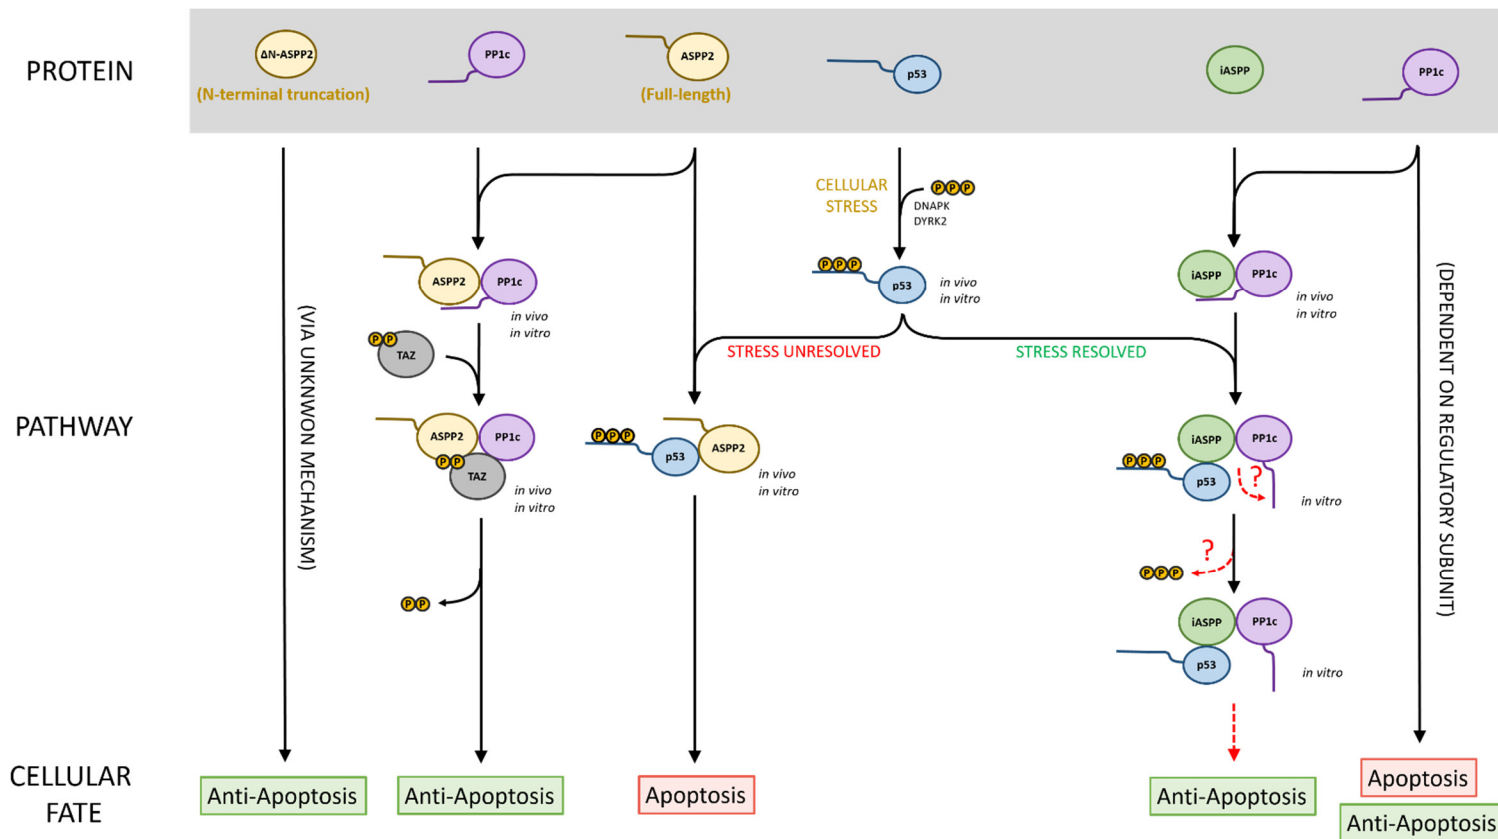 PROTEIN
ΔN-ASPP2
(N-terminal truncation)
PP1c
ASPP2
(Full-length)
p53
iASPP
PP1c
CELLULAR
STRESS
P P P
DNAPK
DYRK2
ASPP2
PP1c
in vivo
in vitro
P P P
p53
in vivo
in vitro
iASPP
PP1c
in vivo
in vitro
(VIA UNKNWON MECHANISM)
(DEPENDENT ON REGULATORY SUBUNIT)
P P
TAZ
STRESS UNRESOLVED
STRESS RESOLVED
PATHWAY
ASPP2
PP1c
P P
TAZ
in vivo
in vitro
P P P
p53
ASPP2
in vivo
in vitro
iASPP
PP1c
P P P
p53
?
in vitro
?
P P P
P P
iASPP
PP1c
p53
in vitro
CELLULAR
FATE
Anti-Apoptosis
Anti-Apoptosis
Apoptosis
Anti-Apoptosis
Apoptosis
Anti-Apoptosis